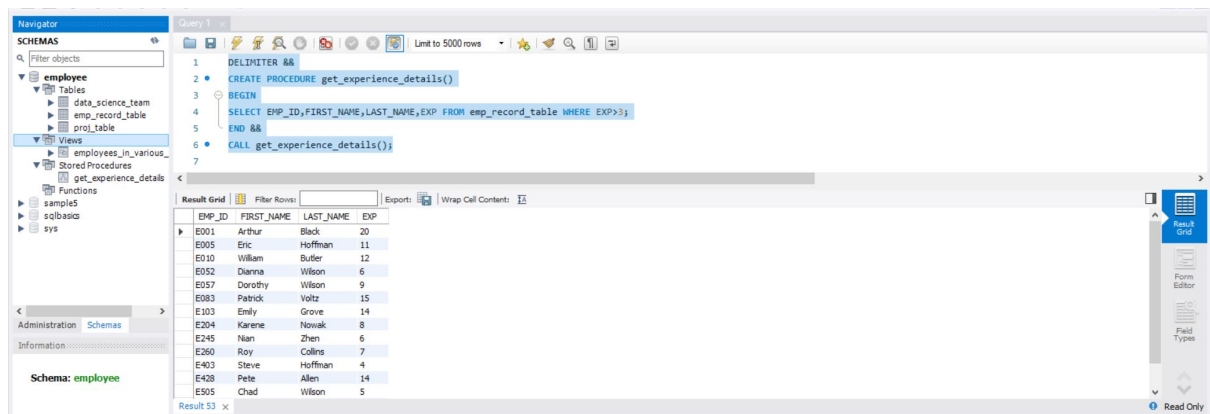 Navigator
SCHEMAS
Filter objects
employee
Tables
data_science_team
emp_record_table
proj_table
Views
employees_in_various_
Stored Procedures
get_experience_details
Functions
sample5
sqlbasics
sys
Administration Schemas
Information
Schema: employee
Query 1
Limit to 5000 rows
1 DELIMITER &&
2 CREATE PROCEDURE get_experience_details()
3 BEGIN
4 SELECT EMP_ID,FIRST_NAME,LAST_NAME,EXP FROM emp_record_table WHERE EXP>3;
5 END &&
6 CALL get_experience_details();
7
Result Grid Filter Rows: Export: Wrap Cell Content:
EMP_ID FIRST_NAME LAST_NAME EXP
E001 Arthur Black 20
E005 Eric Hoffman 11
E010 William Butler 12
E052 Dianna Wilson 6
E057 Dorothy Wilson 9
E083 Patrick Voltz 15
E103 Emily Grove 14
E204 Karene Nowak 8
E245 Nian Zhen 6
E260 Roy Collins 7
E403 Steve Hoffman 4
E428 Pete Allen 14
E505 Chad Wilson 5
Result 53
Result
Grid
Form
Editor
Field
Types
Read Only